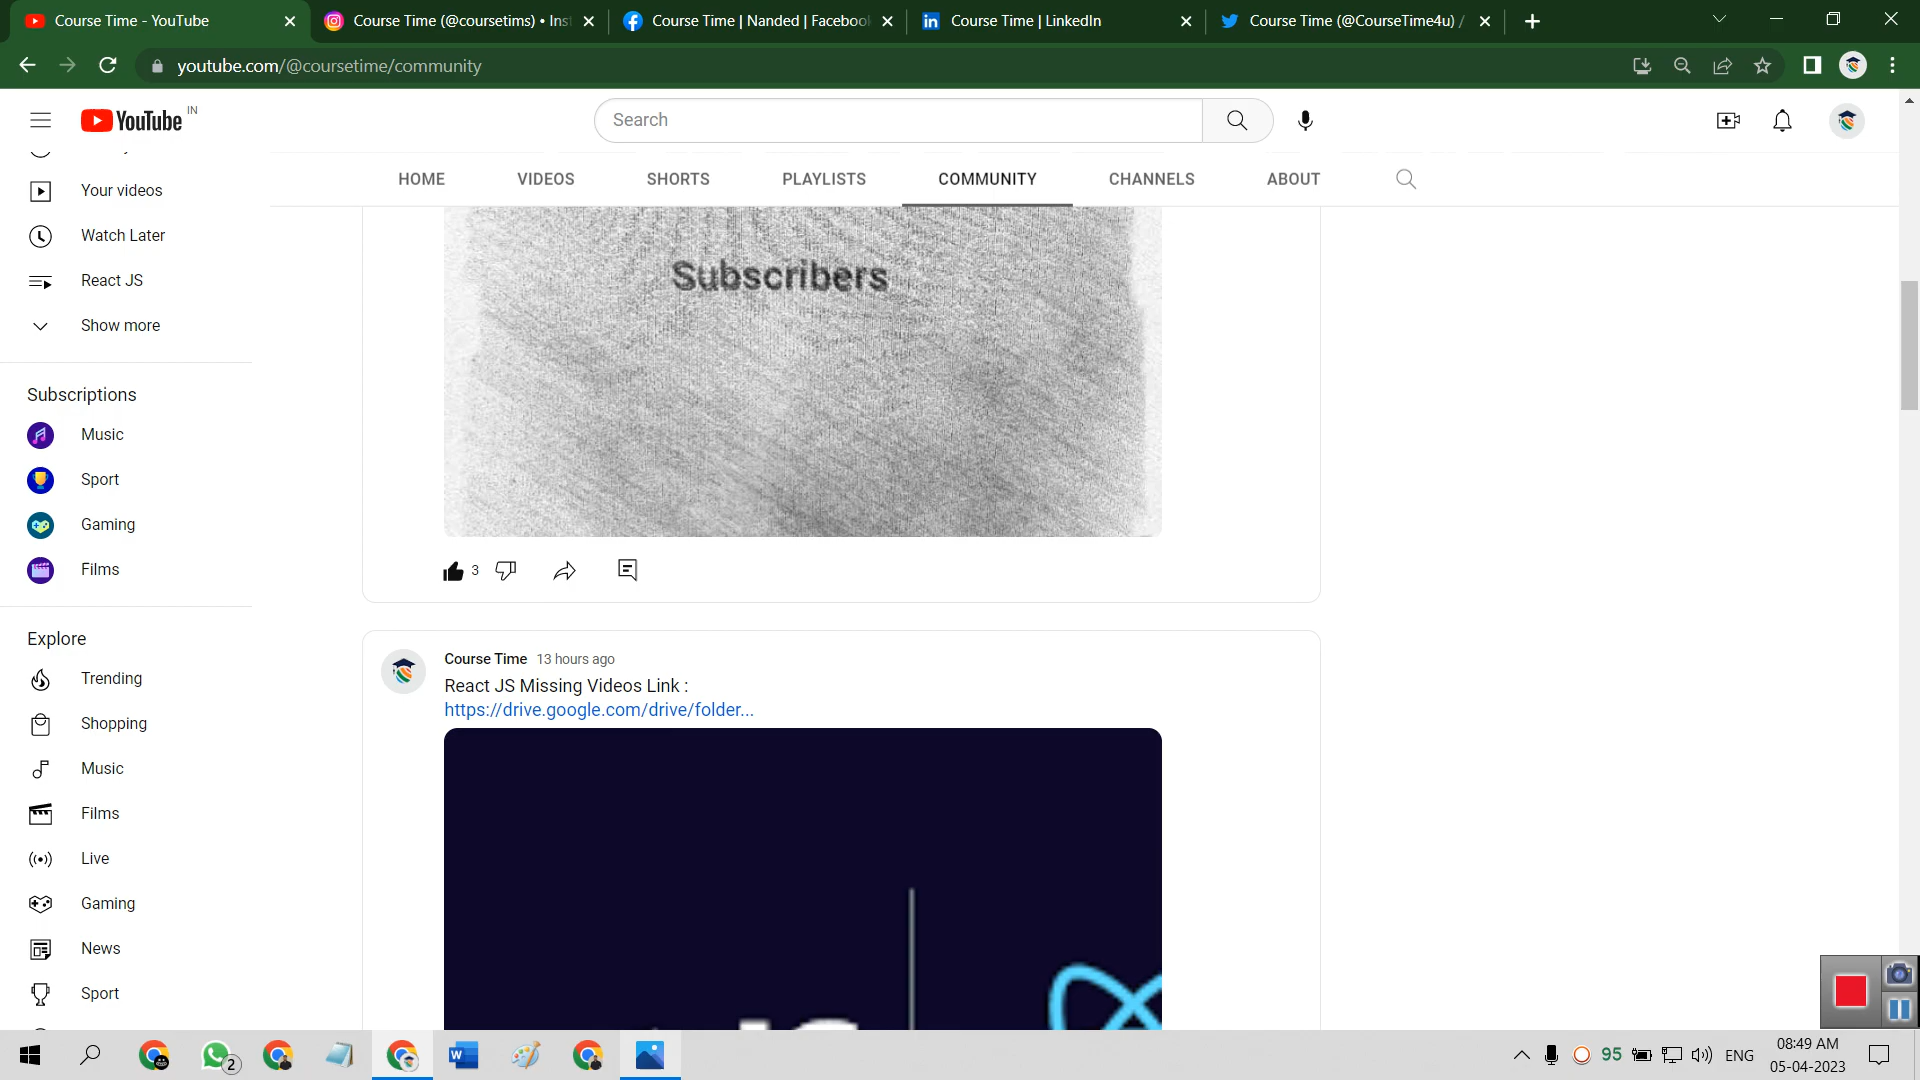 Course Time - YouTube
Course Time (@coursetims) • Inst
Course Time | Nanded | Facebook
Course Time | LinkedIn
Course Time (@CourseTime4u) /
youtube.com/@coursetime/community
YouTube IN
Search
HOME
VIDEOS
SHORTS
PLAYLISTS
COMMUNITY
CHANNELS
ABOUT
Your videos
Watch Later
React JS
Show more
Subscriptions
Music
Sport
Gaming
Films
Explore
Trending
Shopping
Music
Films
Live
Gaming
News
Sport
Subscribers
3
Course Time 13 hours ago
React JS Missing Videos Link :
https://drive.google.com/drive/folder...
2
95
ENG
08:49 AM
05-04-2023